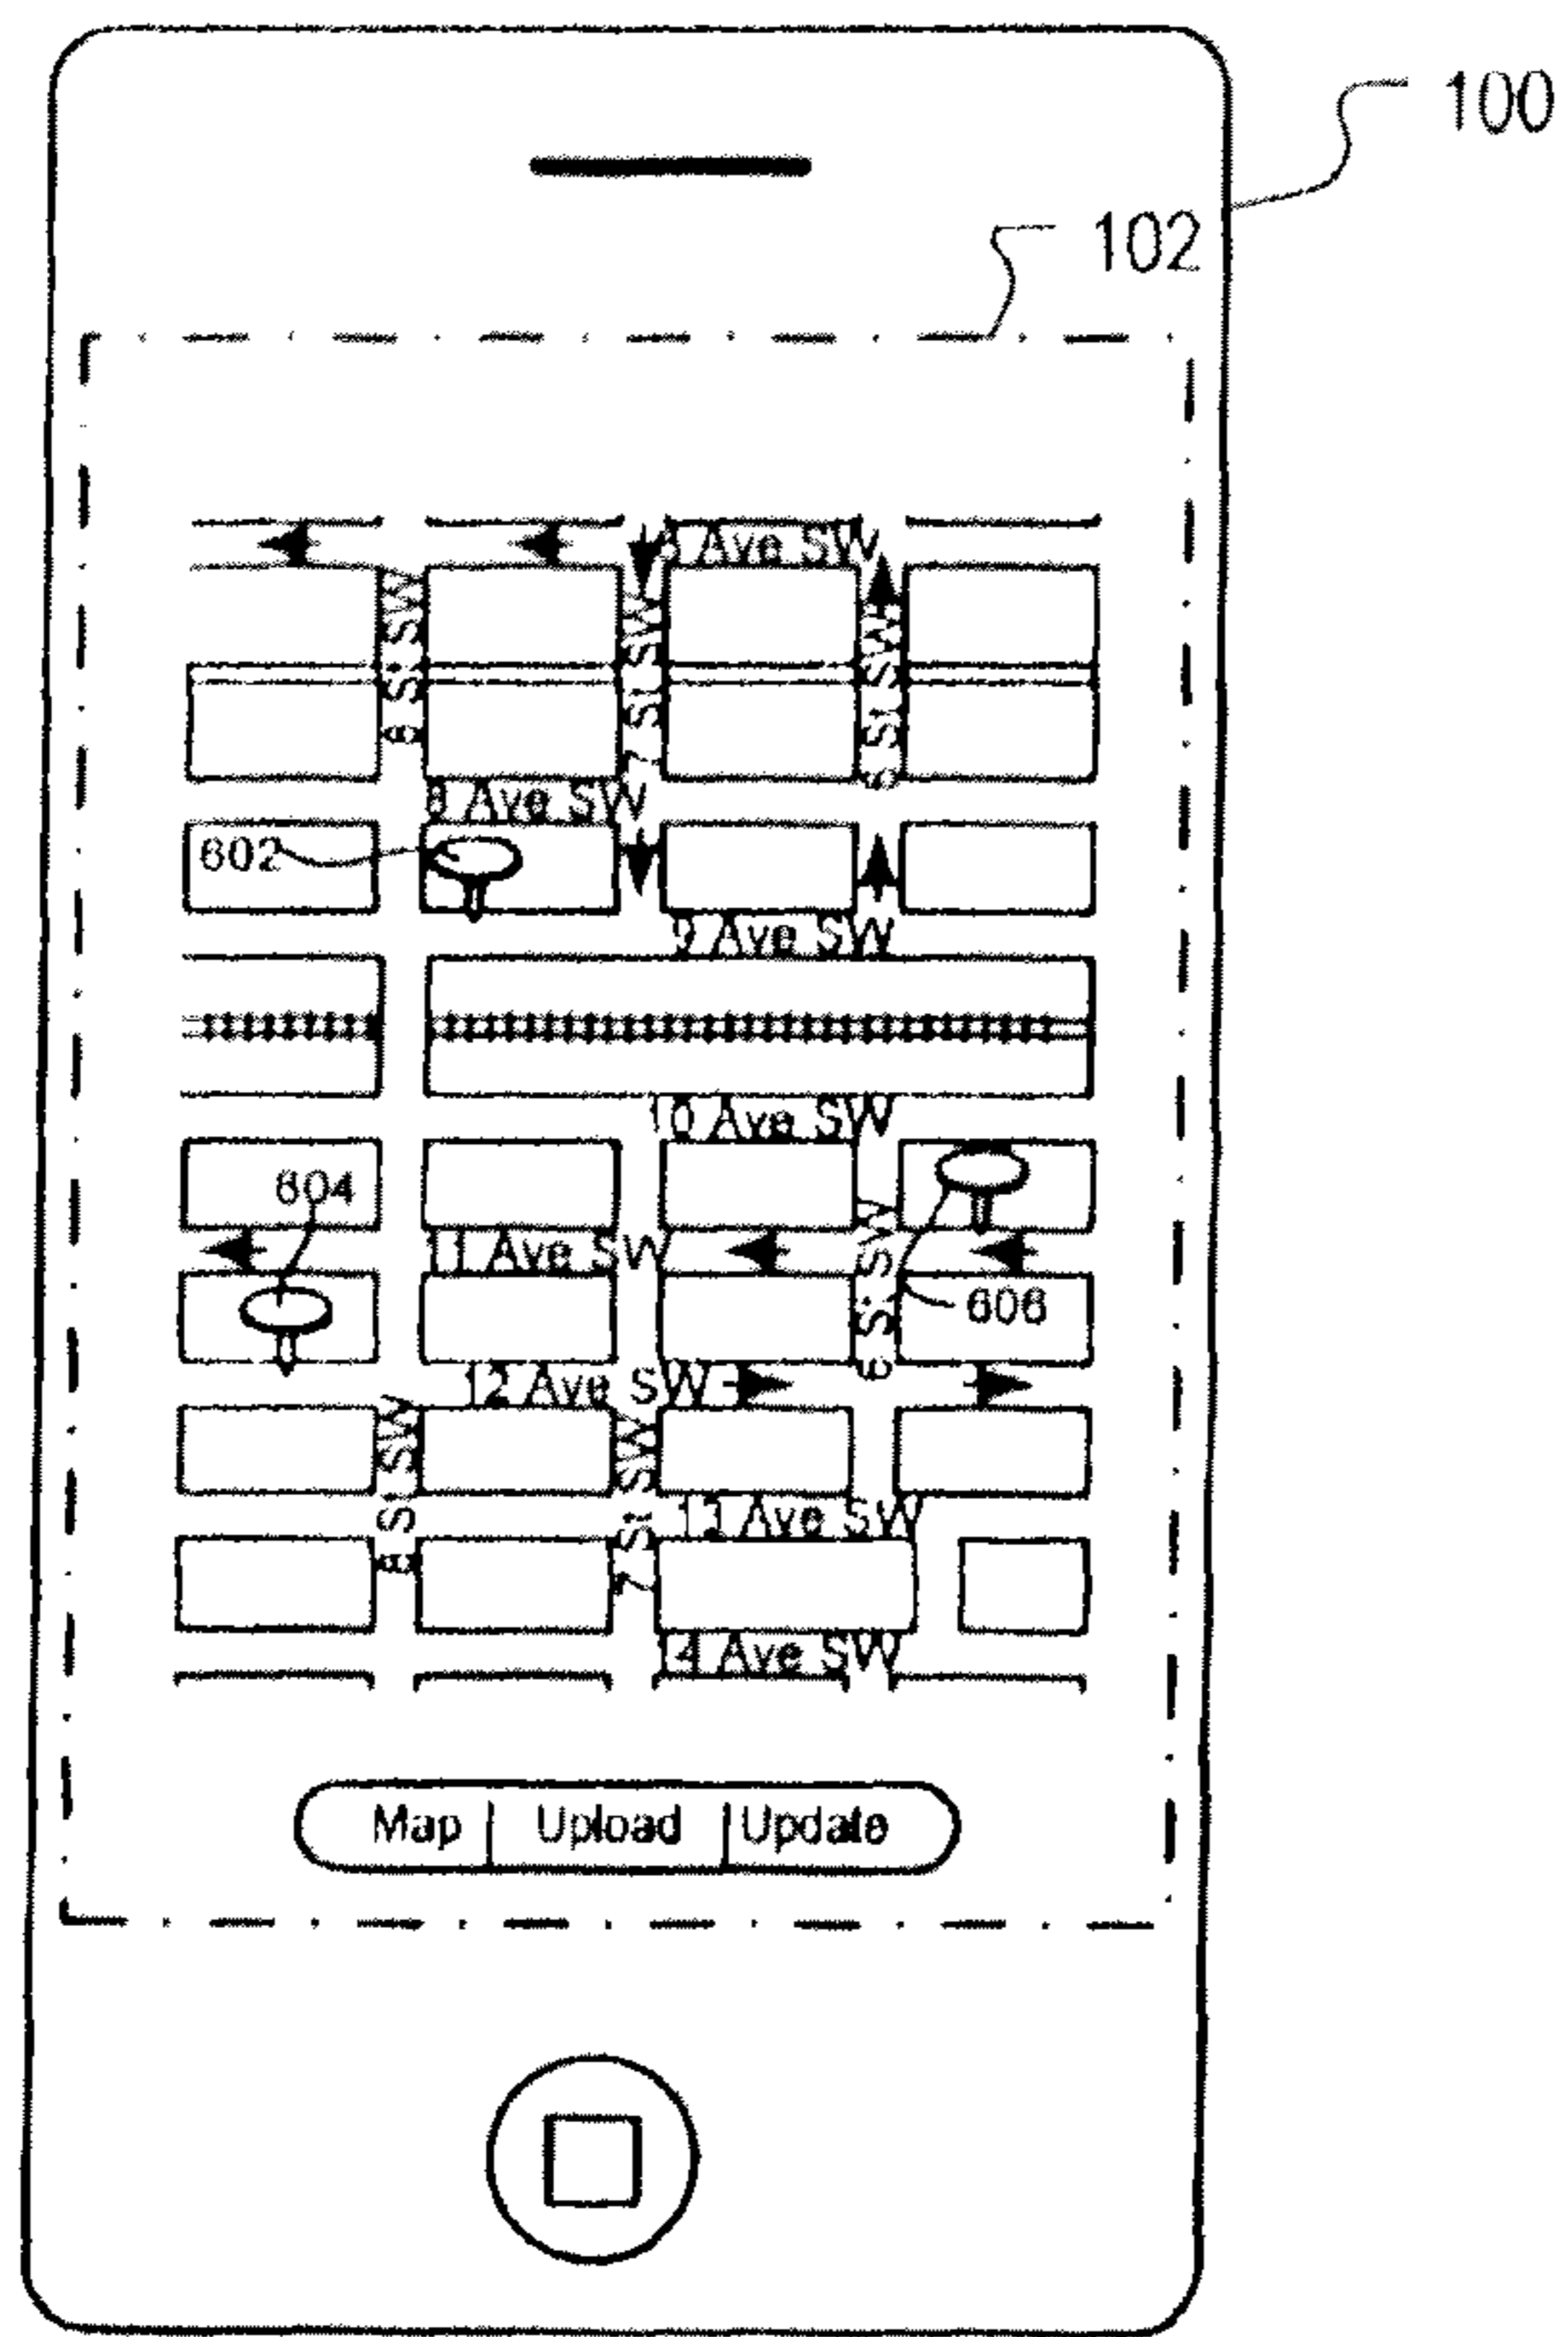 100
102
Ave SW
8 St SW
7 St SW
6 St SW
8 Ave SW
602
9 Ave SW
10 Ave SW
604
11 Ave SW
6 St SW
606
12 Ave SW
8 St SW
7 St SW
13 Ave SW
14 Ave SW
Map | Upload | Update